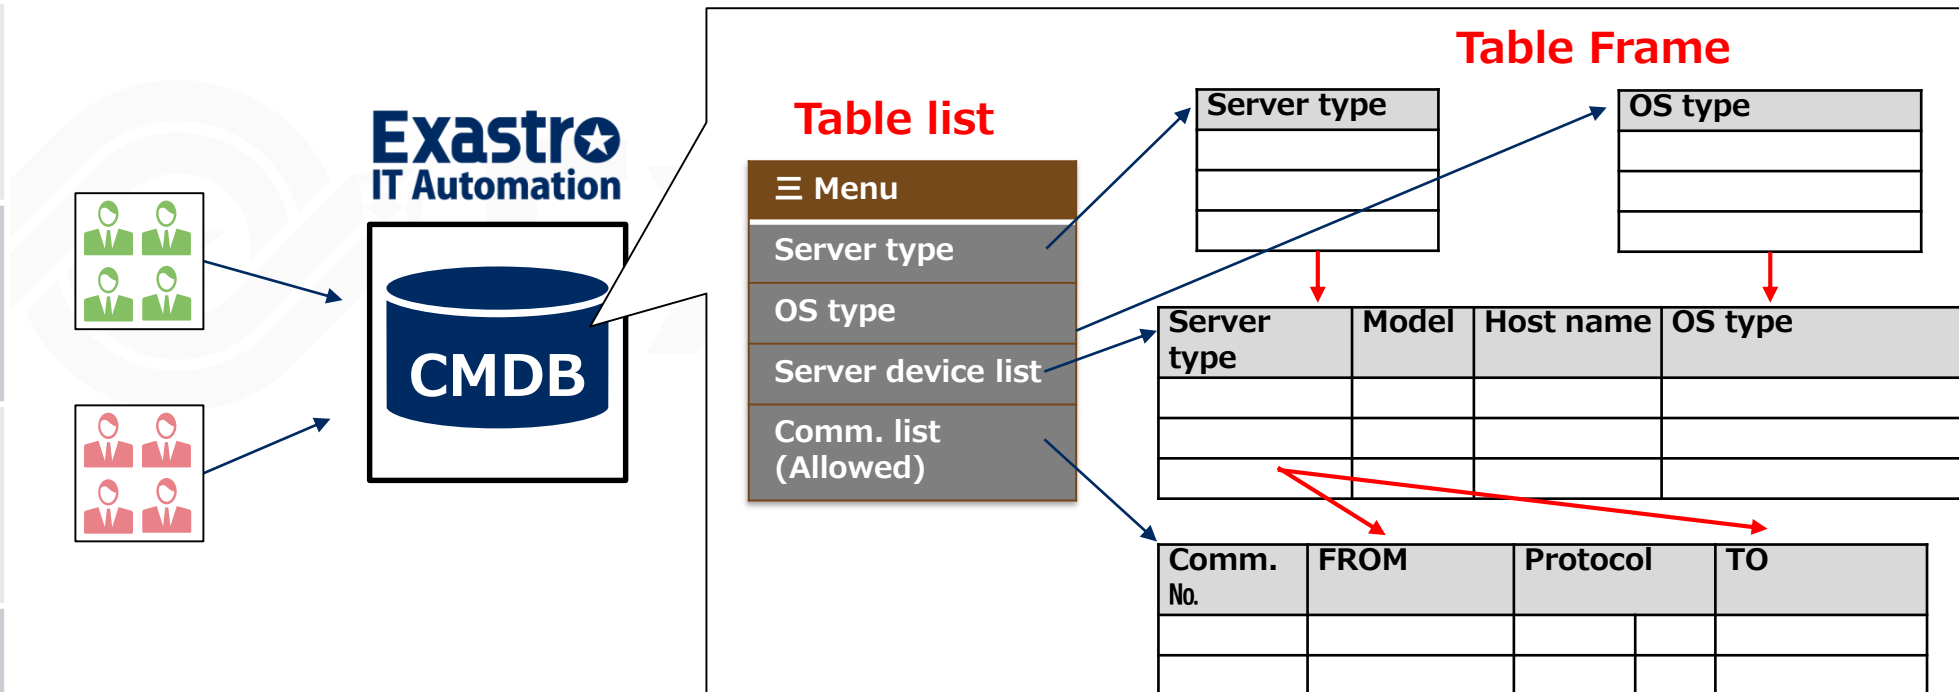 Exastro
IT Automation
CMDB
Table list
☰ Menu
Server type
OS type
Server device list
Comm. list
(Allowed)
Table Frame
Server type
OS type
Server
type
Model
Host name
OS type
Comm.
No.
FROM
Protocol
TO